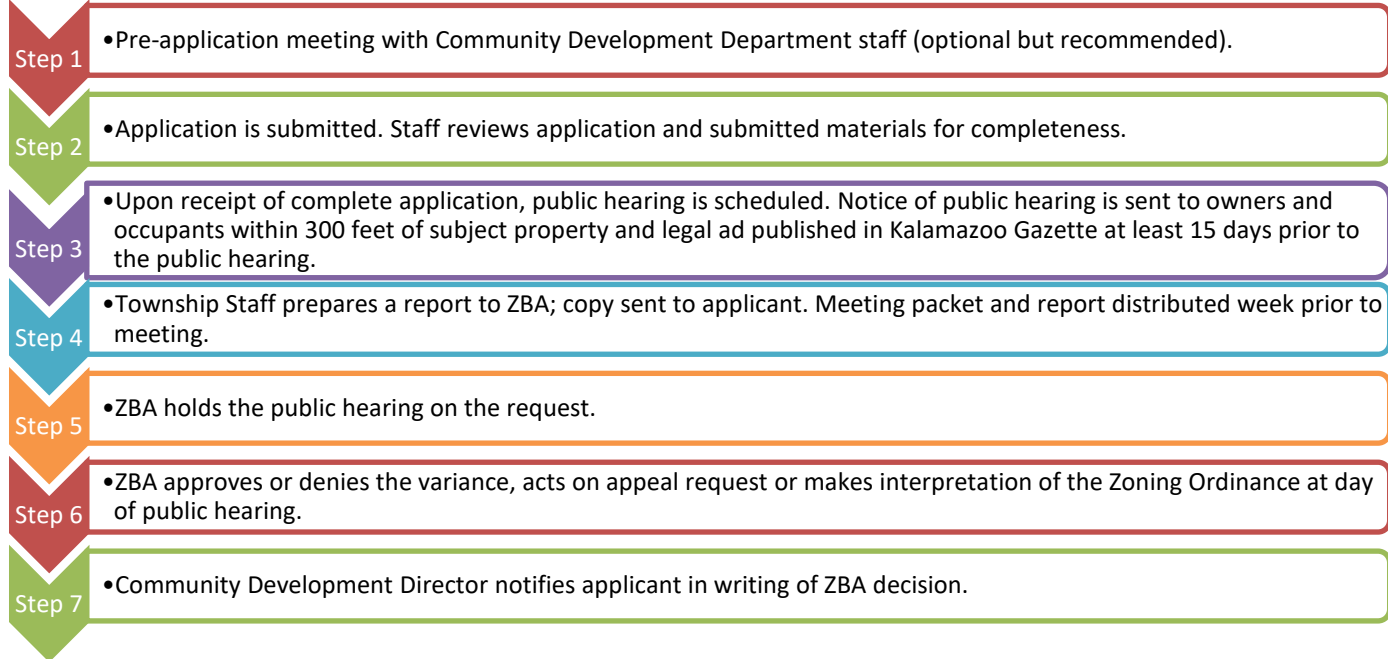 Step 1
•Pre-application meeting with Community Development Department staff (optional but recommended).
Step 2
•Application is submitted. Staff reviews application and submitted materials for completeness.
Step 3
•Upon receipt of complete application, public hearing is scheduled. Notice of public hearing is sent to owners and
occupants within 300 feet of subject property and legal ad published in Kalamazoo Gazette at least 15 days prior to
the public hearing.
Step 4
•Township Staff prepares a report to ZBA; copy sent to applicant. Meeting packet and report distributed week prior to
meeting.
Step 5
•ZBA holds the public hearing on the request.
Step 6
•ZBA approves or denies the variance, acts on appeal request or makes interpretation of the Zoning Ordinance at day
of public hearing.
Step 7
•Community Development Director notifies applicant in writing of ZBA decision.